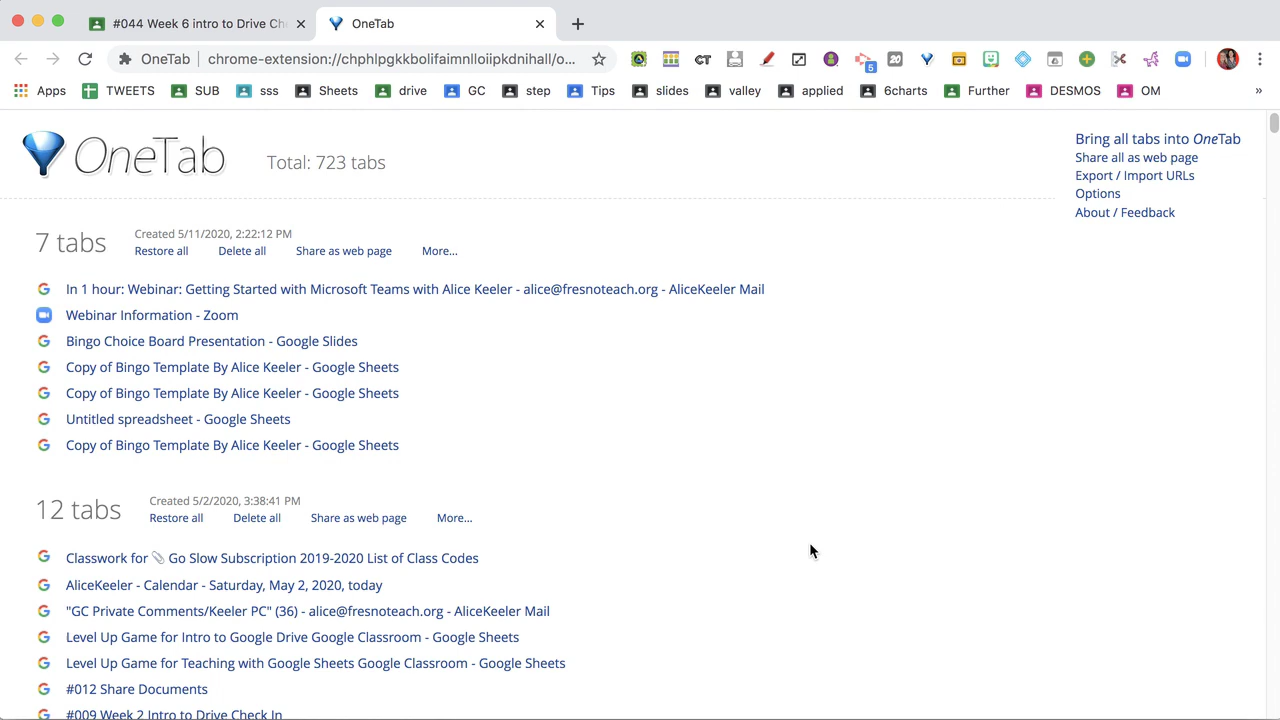 #044 Week 6 intro to Drive Ch
OneTab
OneTab | chrome-extension://chphlpgkkbolifaimnlloiipkdnihall/o...
CT
5
20
Apps
TWEETS
SUB
sss
Sheets
drive
GC
step
Tips
slides
valley
applied
6charts
Further
DESMOS
OM
»
OneTab
Total: 723 tabs
Bring all tabs into OneTab
Share all as web page
Export / Import URLs
Options
About / Feedback
7 tabs
Created 5/11/2020, 2:22:12 PM
Restore all
Delete all
Share as web page
More...
In 1 hour: Webinar: Getting Started with Microsoft Teams with Alice Keeler - alice@fresnoteach.org - AliceKeeler Mail
Webinar Information - Zoom
Bingo Choice Board Presentation - Google Slides
Copy of Bingo Template By Alice Keeler - Google Sheets
Copy of Bingo Template By Alice Keeler - Google Sheets
Untitled spreadsheet - Google Sheets
Copy of Bingo Template By Alice Keeler - Google Sheets
12 tabs
Created 5/2/2020, 3:38:41 PM
Restore all
Delete all
Share as web page
More...
Classwork for 📎 Go Slow Subscription 2019-2020 List of Class Codes
AliceKeeler - Calendar - Saturday, May 2, 2020, today
"GC Private Comments/Keeler PC" (36) - alice@fresnoteach.org - AliceKeeler Mail
Level Up Game for Intro to Google Drive Google Classroom - Google Sheets
Level Up Game for Teaching with Google Sheets Google Classroom - Google Sheets
#012 Share Documents
#009 Week 2 Intro to Drive Check In